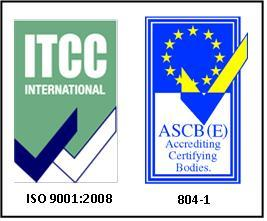 ITCC
INTERNATIONAL
ISO 9001:2008
ASCB(E)
Accrediting
Certifying
Bodies.
804-1